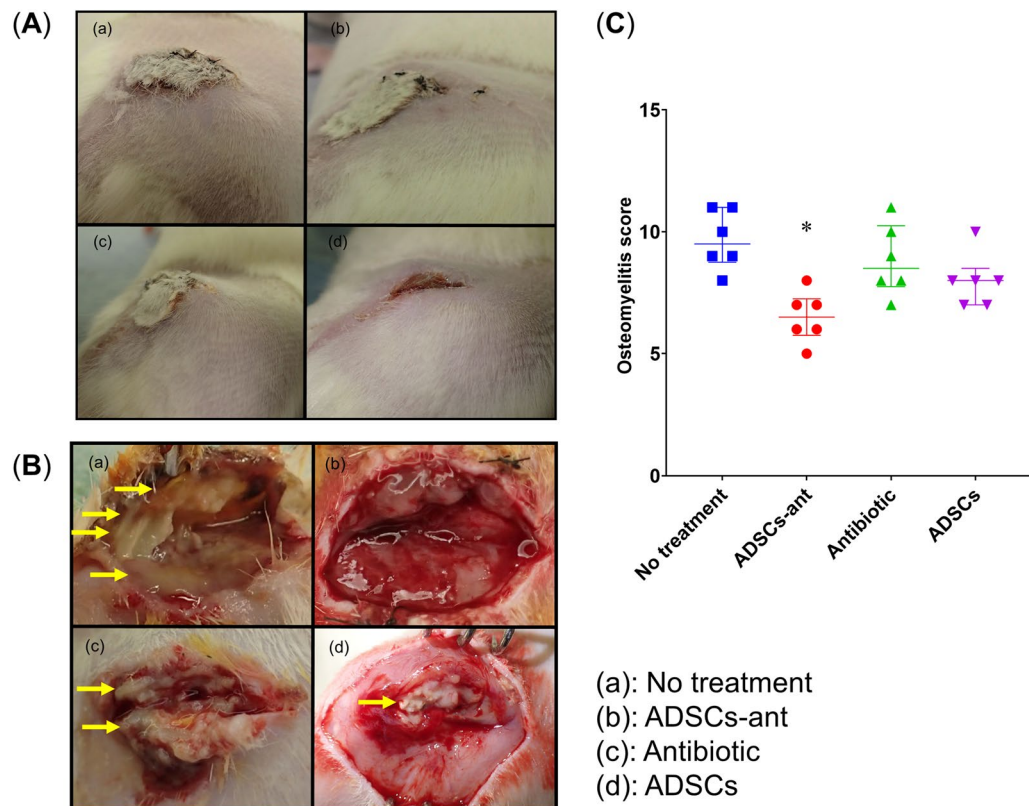 (A)
(a)
(b)
(c)
(d)
(B)
(a)
(b)
(c)
(d)
(C)
Osteomyelitis score
15
10
5
0
*
No treatment
ADSCs-ant
Antibiotic
ADSCs
(a): No treatment
(b): ADSCs-ant
(c): Antibiotic
(d): ADSCs